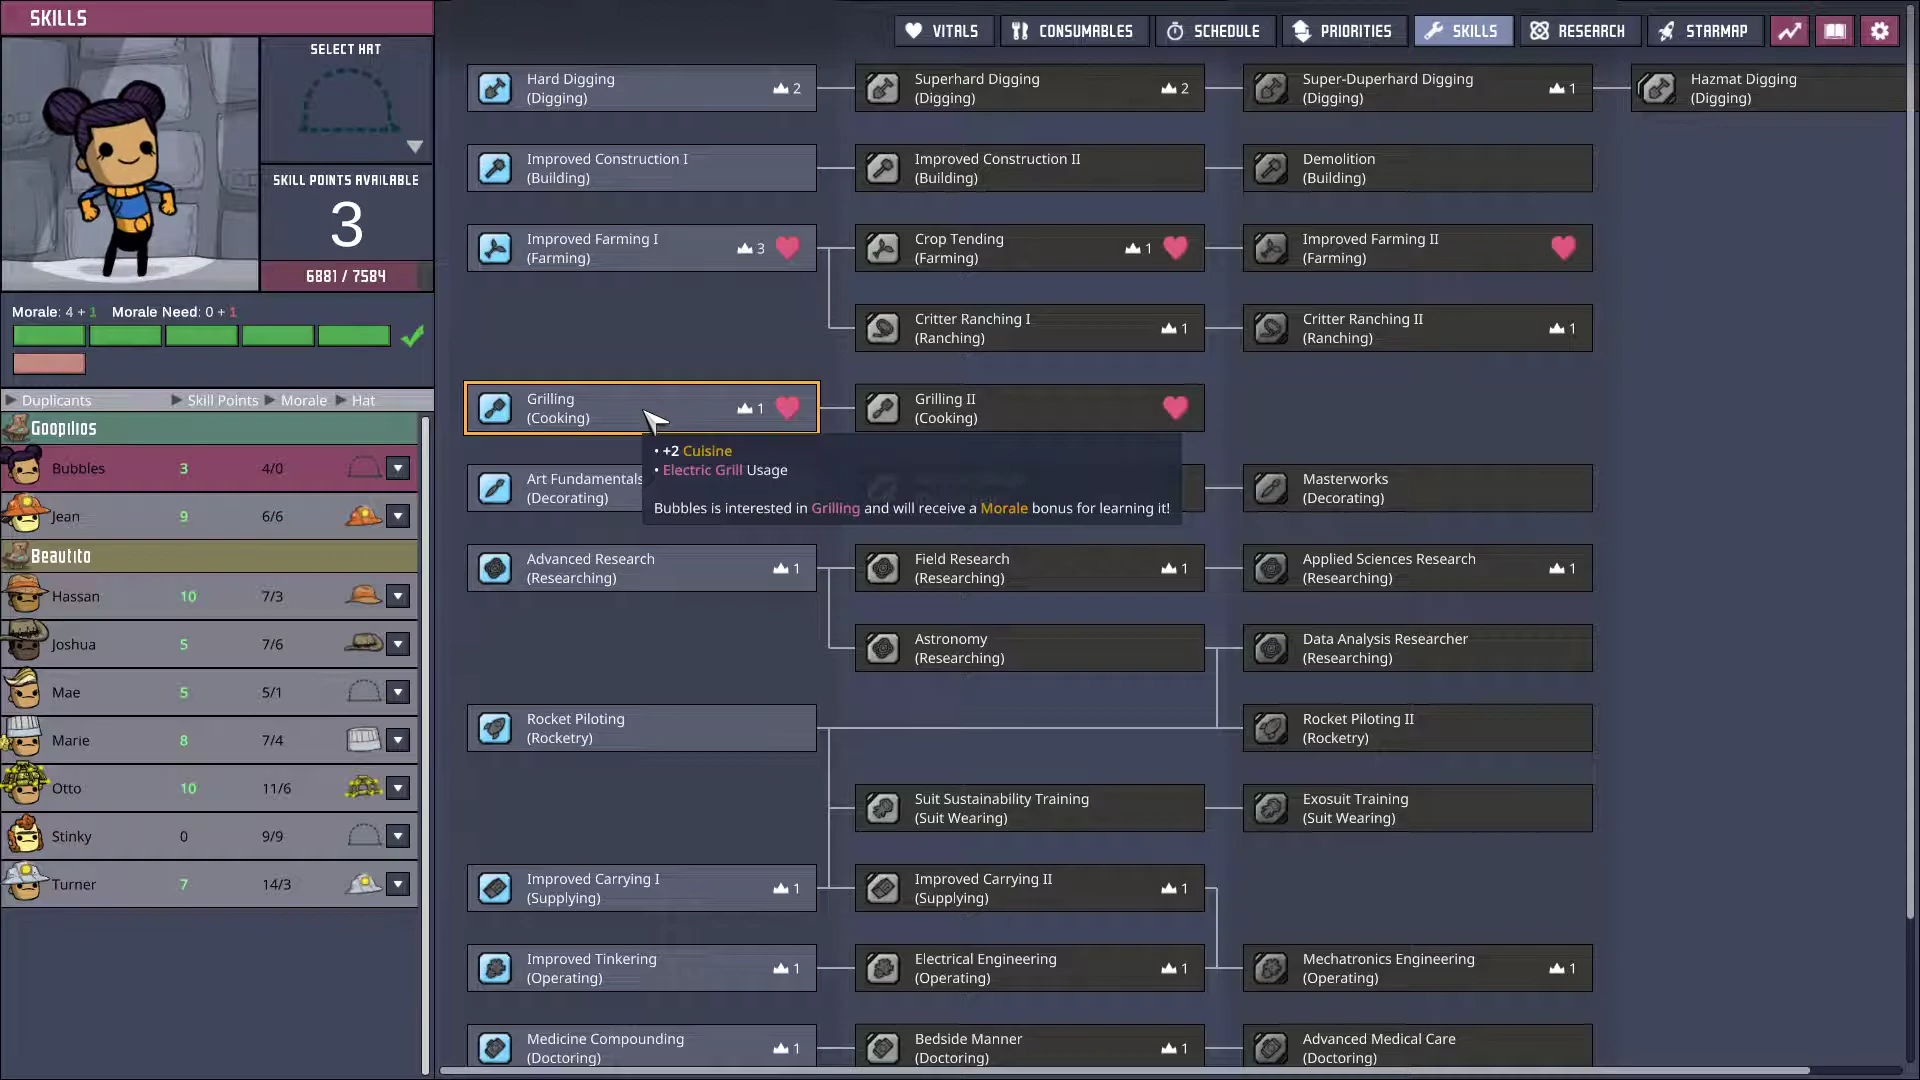 SKILLS
SELECT HAT
SKILL POINTS AVAILABLE
3
6881 / 7584
Morale: 4 + 1 Morale Need: 0 + 1
Duplicants Skill Points Morale Hat
Goopilios
Bubbles 3 4/0
Jean 9 6/6
Beautito
Hassan 10 7/3
Joshua 5 7/6
Mae 5 5/1
Marie 8 7/4
Otto 10 11/6
Stinky 0 9/9
Turner 7 14/3
VITALS CONSUMABLES SCHEDULE PRIORITIES SKILLS RESEARCH STARMAP
Hard Digging
(Digging)
2
Superhard Digging
(Digging)
2
Super-Duperhard Digging
(Digging)
1
Hazmat Digging
(Digging)
Improved Construction I
(Building)
Improved Construction II
(Building)
Demolition
(Building)
Improved Farming I
(Farming)
3
Crop Tending
(Farming)
1
Improved Farming II
(Farming)
Critter Ranching I
(Ranching)
1
Critter Ranching II
(Ranching)
1
Grilling
(Cooking)
1
Grilling II
(Cooking)
• +2 Cuisine
• Electric Grill Usage
Bubbles is interested in Grilling and will receive a Morale bonus for learning it!
Art Fundamentals
(Decorating)
Masterworks
(Decorating)
Advanced Research
(Researching)
1
Field Research
(Researching)
1
Applied Sciences Research
(Researching)
1
Astronomy
(Researching)
Data Analysis Researcher
(Researching)
Rocket Piloting
(Rocketry)
Rocket Piloting II
(Rocketry)
Suit Sustainability Training
(Suit Wearing)
Exosuit Training
(Suit Wearing)
Improved Carrying I
(Supplying)
1
Improved Carrying II
(Supplying)
1
Improved Tinkering
(Operating)
1
Electrical Engineering
(Operating)
1
Mechatronics Engineering
(Operating)
1
Medicine Compounding
(Doctoring)
1
Bedside Manner
(Doctoring)
1
Advanced Medical Care
(Doctoring)